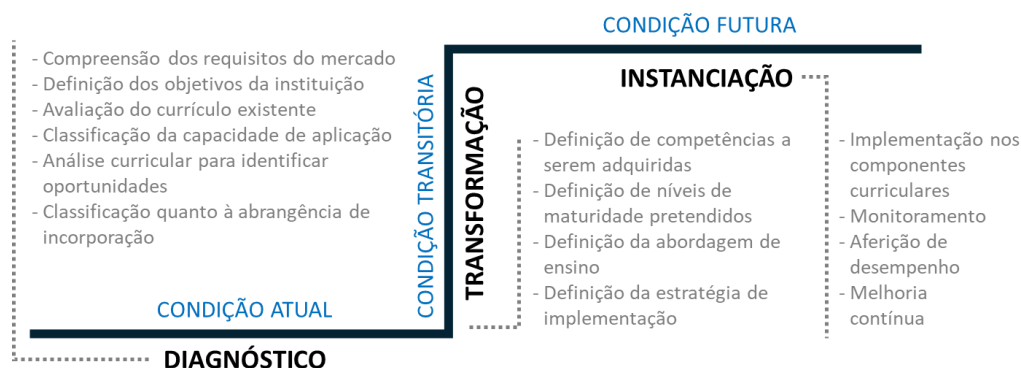 - Compreensão dos requisitos do mercado
- Definição dos objetivos da instituição
- Avaliação do currículo existente
- Classificação da capacidade de aplicação
- Análise curricular para identificar
oportunidades
- Classificação quanto à abrangência de
incorporação
CONDIÇÃO ATUAL
DIAGNÓSTICO
CONDIÇÃO TRANSITÓRIA
TRANSFORMAÇÃO
- Definição de competências a
serem adquiridas
- Definição de níveis de
maturidade pretendidos
- Definição da abordagem de
ensino
- Definição da estratégia de
implementação
CONDIÇÃO FUTURA
INSTANCIAÇÃO
- Implementação nos
componentes
curriculares
- Monitoramento
- Aferição de
desempenho
- Melhoria
contínua